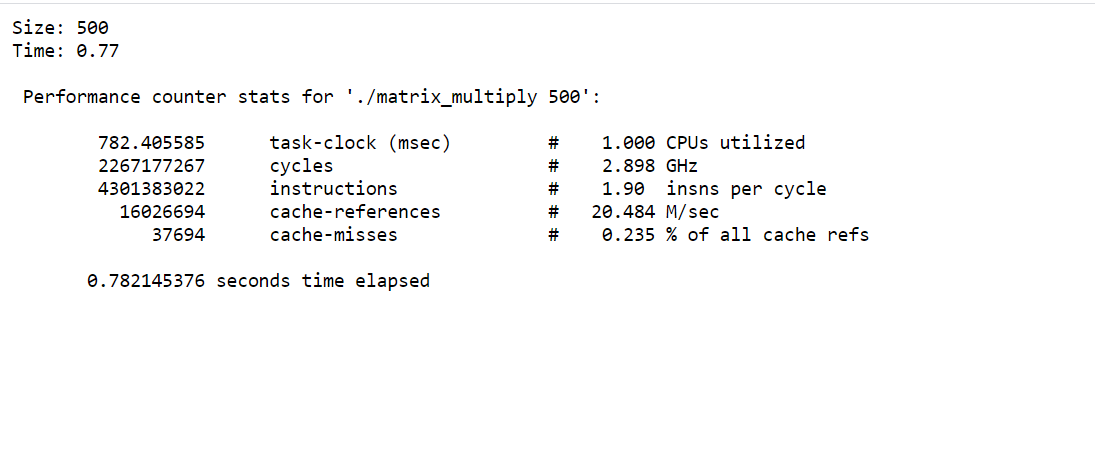 Size: 500
Time: 0.77
Performance counter stats for './matrix_multiply 500':
782.405585 task-clock (msec) # 1.000 CPUs utilized
2267177267 cycles # 2.898 GHz
4301383022 instructions # 1.90 insns per cycle
16026694 cache-references # 20.484 M/sec
37694 cache-misses # 0.235 % of all cache refs
0.782145376 seconds time elapsed